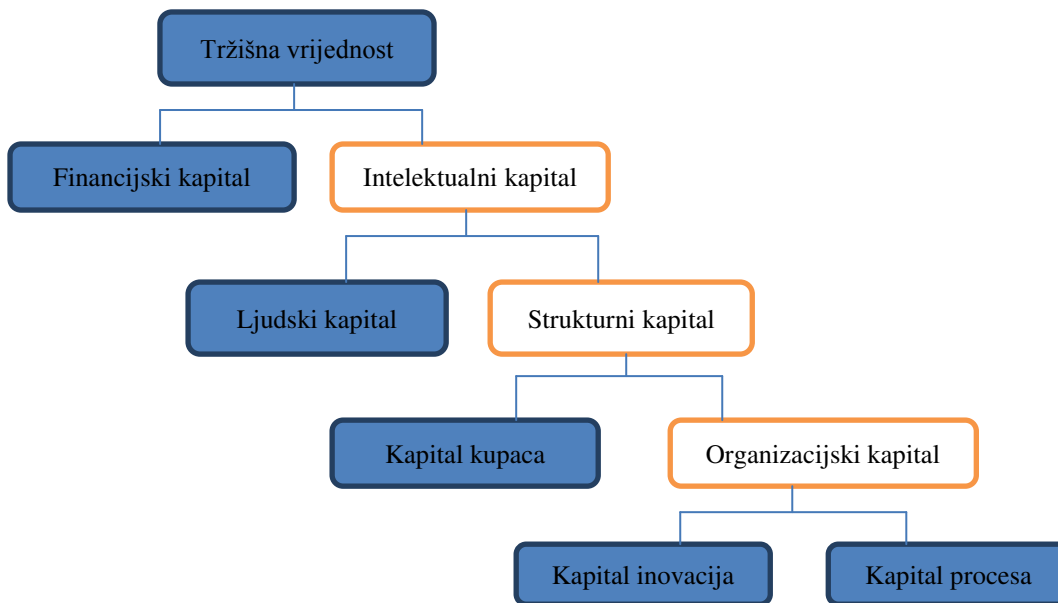 Tržišna vrijednost
Financijski kapital
Intelektualni kapital
Ljudski kapital
Strukturni kapital
Kapital kupaca
Organizacijski kapital
Kapital inovacija
Kapital procesa